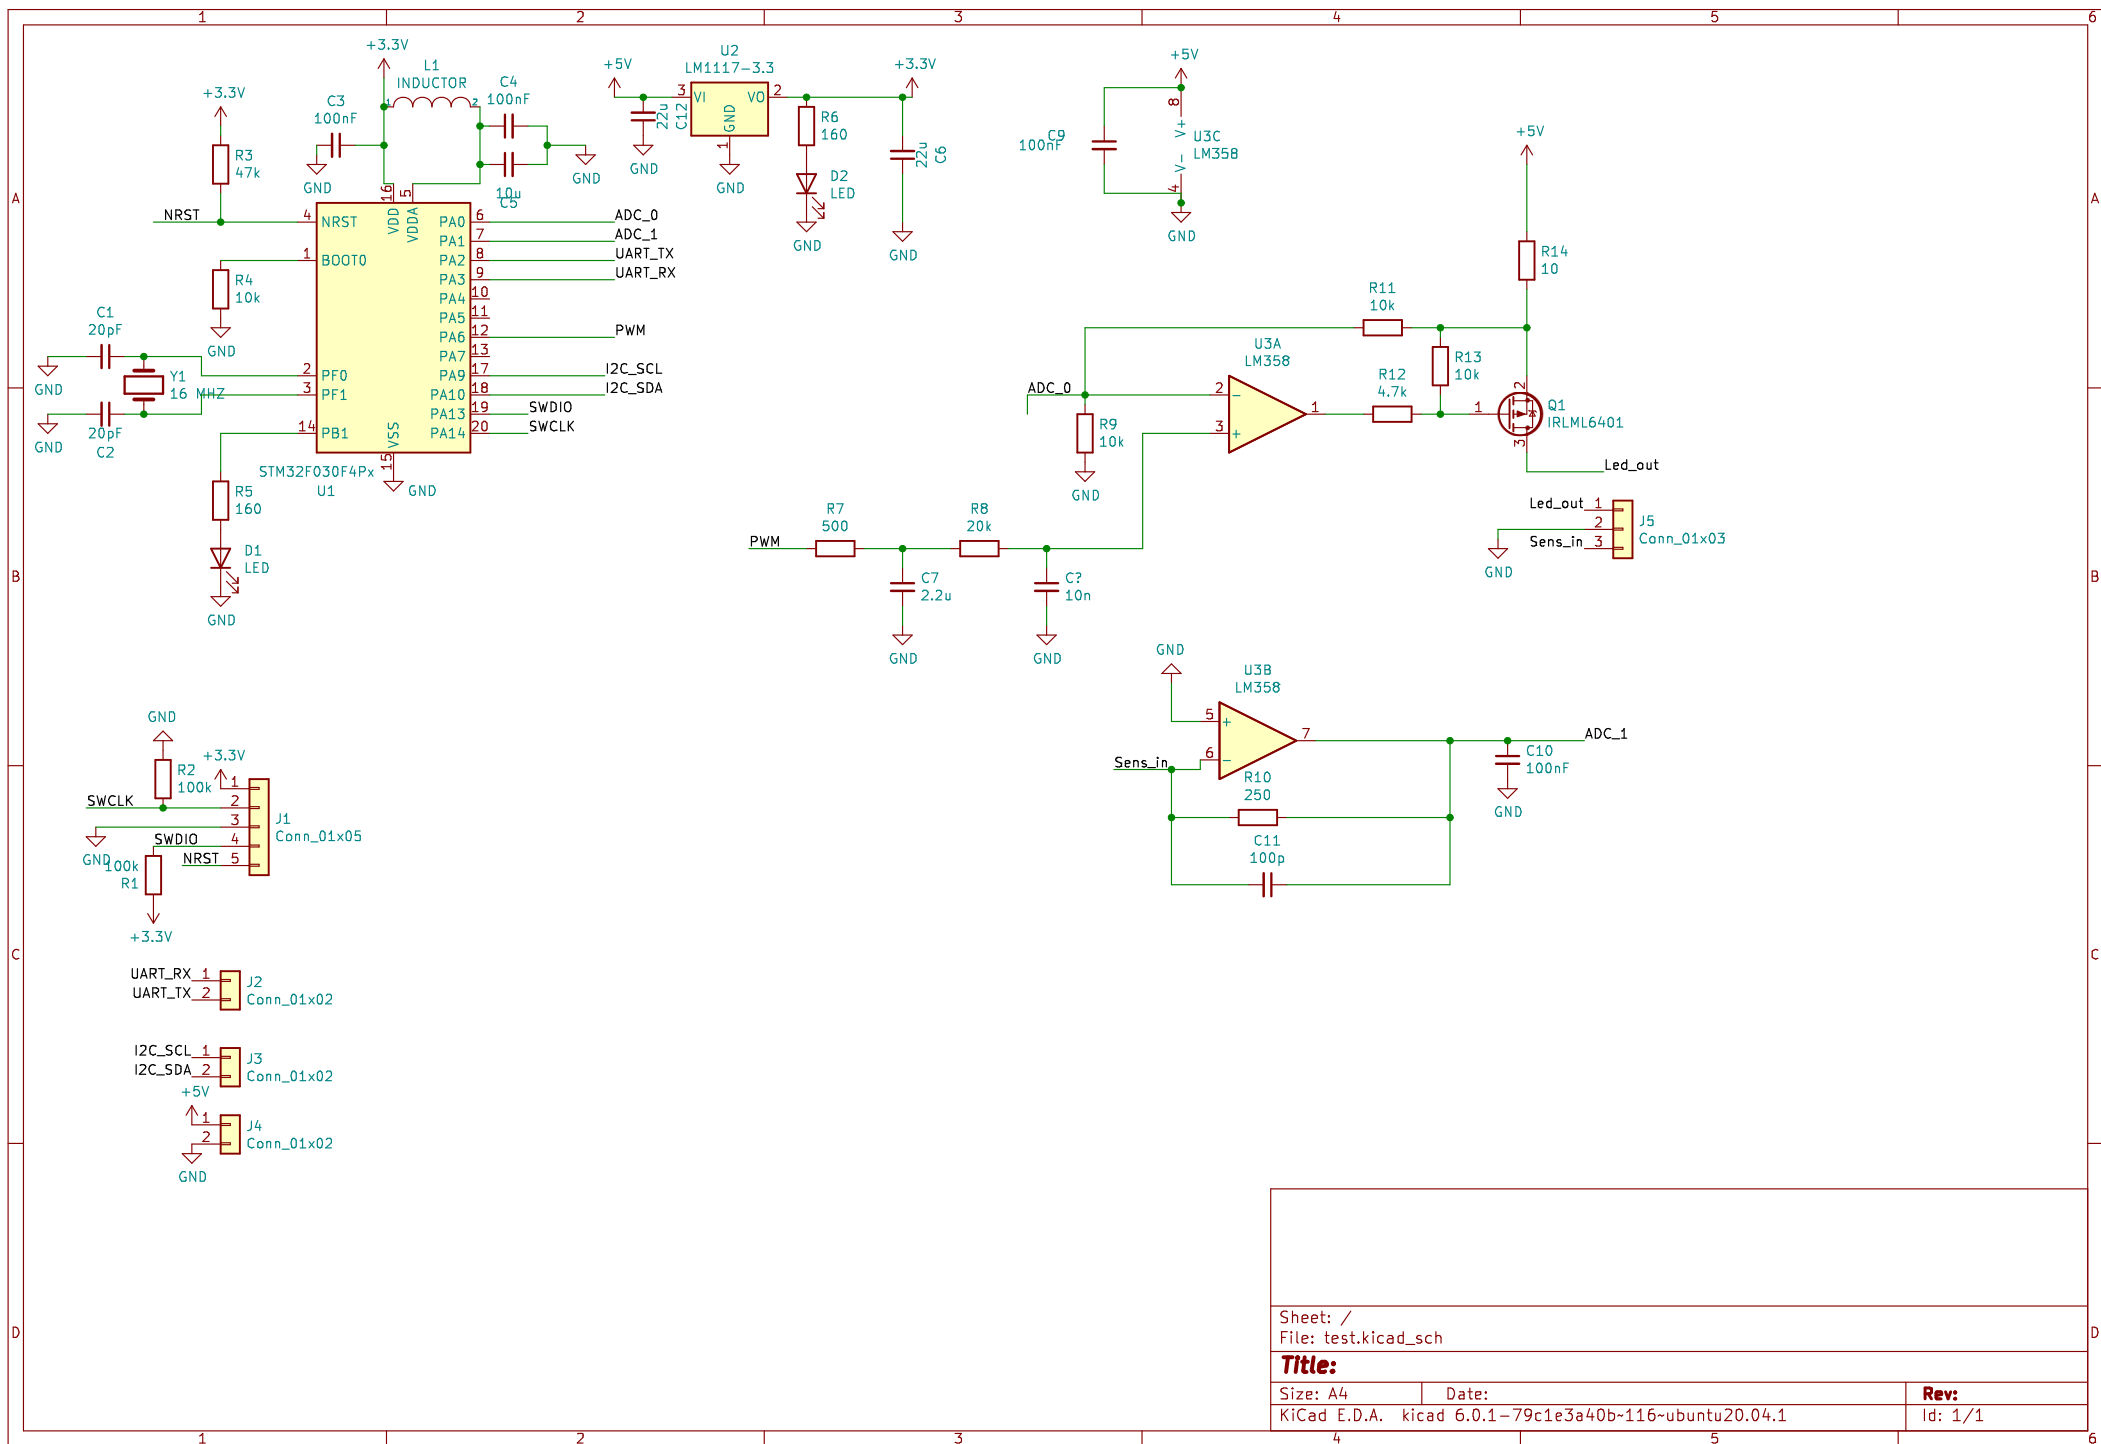 1 2 3 4 5 6
+3.3V
L1
INDUCTOR
1 2
C4
100nF
C3
100nF
GND
GND
10u
C5
+3.3V
R3
47k
NRST
+5V
22u
C12
GND
U2
LM1117-3.3
3 VI VO 2
GND
1
GND
R6
160
D2
LED
GND
+3.3V
22u
C6
GND
+5V
C9
100nF
8
V+
U3C
LM358
V-
4
GND
A A
16 5
VDD VDDA
4 NRST PA0 6 ADC_0
PA1 7 ADC_1
1 BOOT0 PA2 8 UART_TX
PA3 9 UART_RX
PA4 10
PA5 11
PA6 12 PWM
PA7 13
2 PF0 PA9 17 I2C_SCL
3 PF1 PA10 18 I2C_SDA
PA13 19 SWDIO
14 PB1 PA14 20 SWCLK
VSS
15
GND
STM32F030F4Px
U1
R4
10k
GND
C1
20pF
GND
Y1
16 MHZ
20pF
C2
GND
R5
160
D1
LED
GND
+5V
R14
10
R11
10k
U3A
LM358
R13
10k
R12
4.7k
ADC_0
2 -
3 +
1
1
2
3
Q1
IRLML6401
R9
10k
GND
Led_out
Led_out 1
2
Sens_in 3
J5
Conn_01x03
GND
PWM
R7
500
R8
20k
C7
2.2u
GND
C?
10n
GND
B B
GND
U3B
LM358
5 +
6 -
7
Sens_in
ADC_1
C10
100nF
GND
R10
250
C11
100p
GND
R2
100k
+3.3V
1
SWCLK 2
3
SWDIO 4
NRST 5
J1
Conn_01x05
GND
100k
R1
+3.3V
C C
UART_RX 1
UART_TX 2
J2
Conn_01x02
I2C_SCL 1
I2C_SDA 2
J3
Conn_01x02
+5V
1
2
J4
Conn_01x02
GND
D D
Sheet: /
File: test.kicad_sch
Title:
Size: A4 Date: Rev:
KiCad E.D.A. kicad 6.0.1-79c1e3a40b~116~ubuntu20.04.1 Id: 1/1
1 2 3 4 5 6